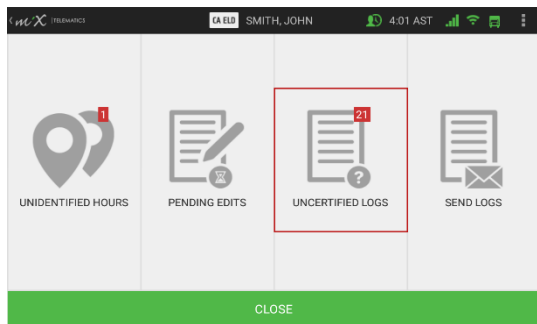 mix TELEMATICS CA ELD SMITH, JOHN 4:01 AST
1
21
?
UNIDENTIFIED HOURS PENDING EDITS UNCERTIFIED LOGS SEND LOGS
CLOSE